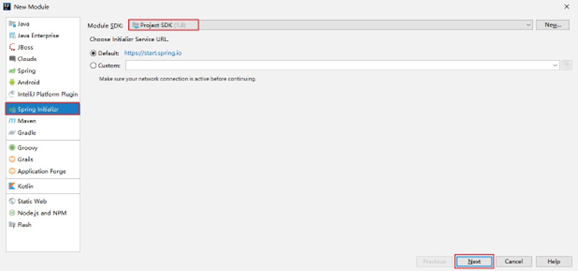 New Module
Java
Java Enterprise
JBoss
Clouds
Spring
Android
IntelliJ Platform Plugin
Spring Initializr
Maven
Gradle
Groovy
Grails
Application Forge
Kotlin
Static Web
Node.js and NPM
Flash
Module SDK: Project SDK (1.8) New...
Choose Initializr Service URL.
Default: https://start.spring.io
Custom:
Make sure your network connection is active before continuing.
Previous Next Cancel Help